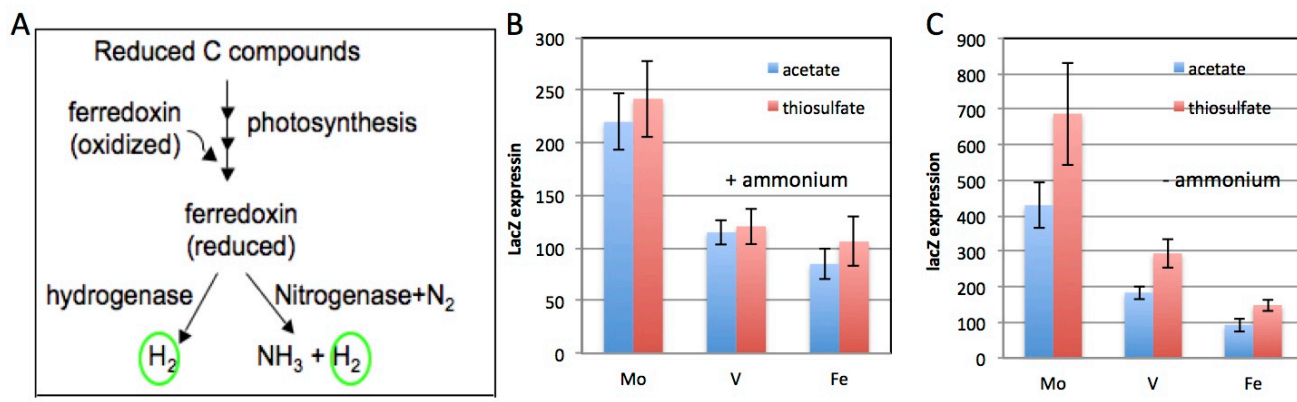 A
Reduced C compounds
ferredoxin
(oxidized)
photosynthesis
ferredoxin
(reduced)
hydrogenase
Nitrogenase+N2
H2
NH3 + H2
B
300
250
200
150
100
50
0
LacZ expressin
acetate
thiosulfate
+ ammonium
Mo
V
Fe
C
900
800
700
600
500
400
300
200
100
0
lacZ expression
acetate
thiosulfate
- ammonium
Mo
V
Fe